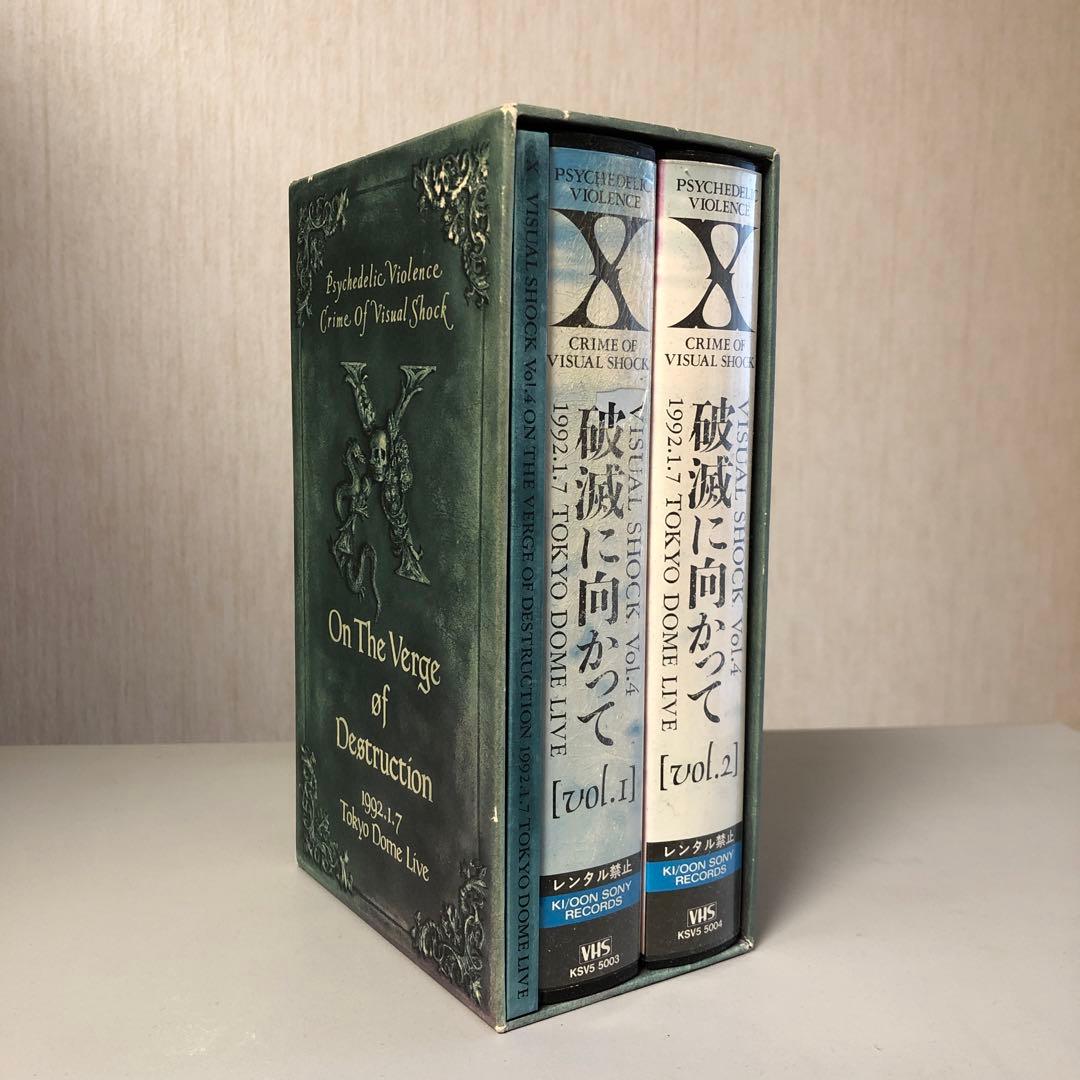 Psychedelic Violence
Crime Of Visual Shock
X
On The Verge
of
Destruction
1992.1.7
Tokyo Dome Live
X VISUAL SHOCK Vol.4 ON THE VERGE OF DESTRUCTION 1992.1.7 TOKYO DOME LIVE
PSYCHEDELIC
VIOLENCE
X
CRIME OF
VISUAL SHOCK
VISUAL SHOCK Vol.4
破滅に向かって
1992.1.7 TOKYO DOME LIVE
[vol.1]
レンタル禁止
KI/OON SONY
RECORDS
VHS
KSV5 5003
PSYCHEDELIC
VIOLENCE
X
CRIME OF
VISUAL SHOCK
VISUAL SHOCK Vol.4
破滅に向かって
1992.1.7 TOKYO DOME LIVE
[vol.2]
レンタル禁止
KI/OON SONY
RECORDS
VHS
KSV5 5004